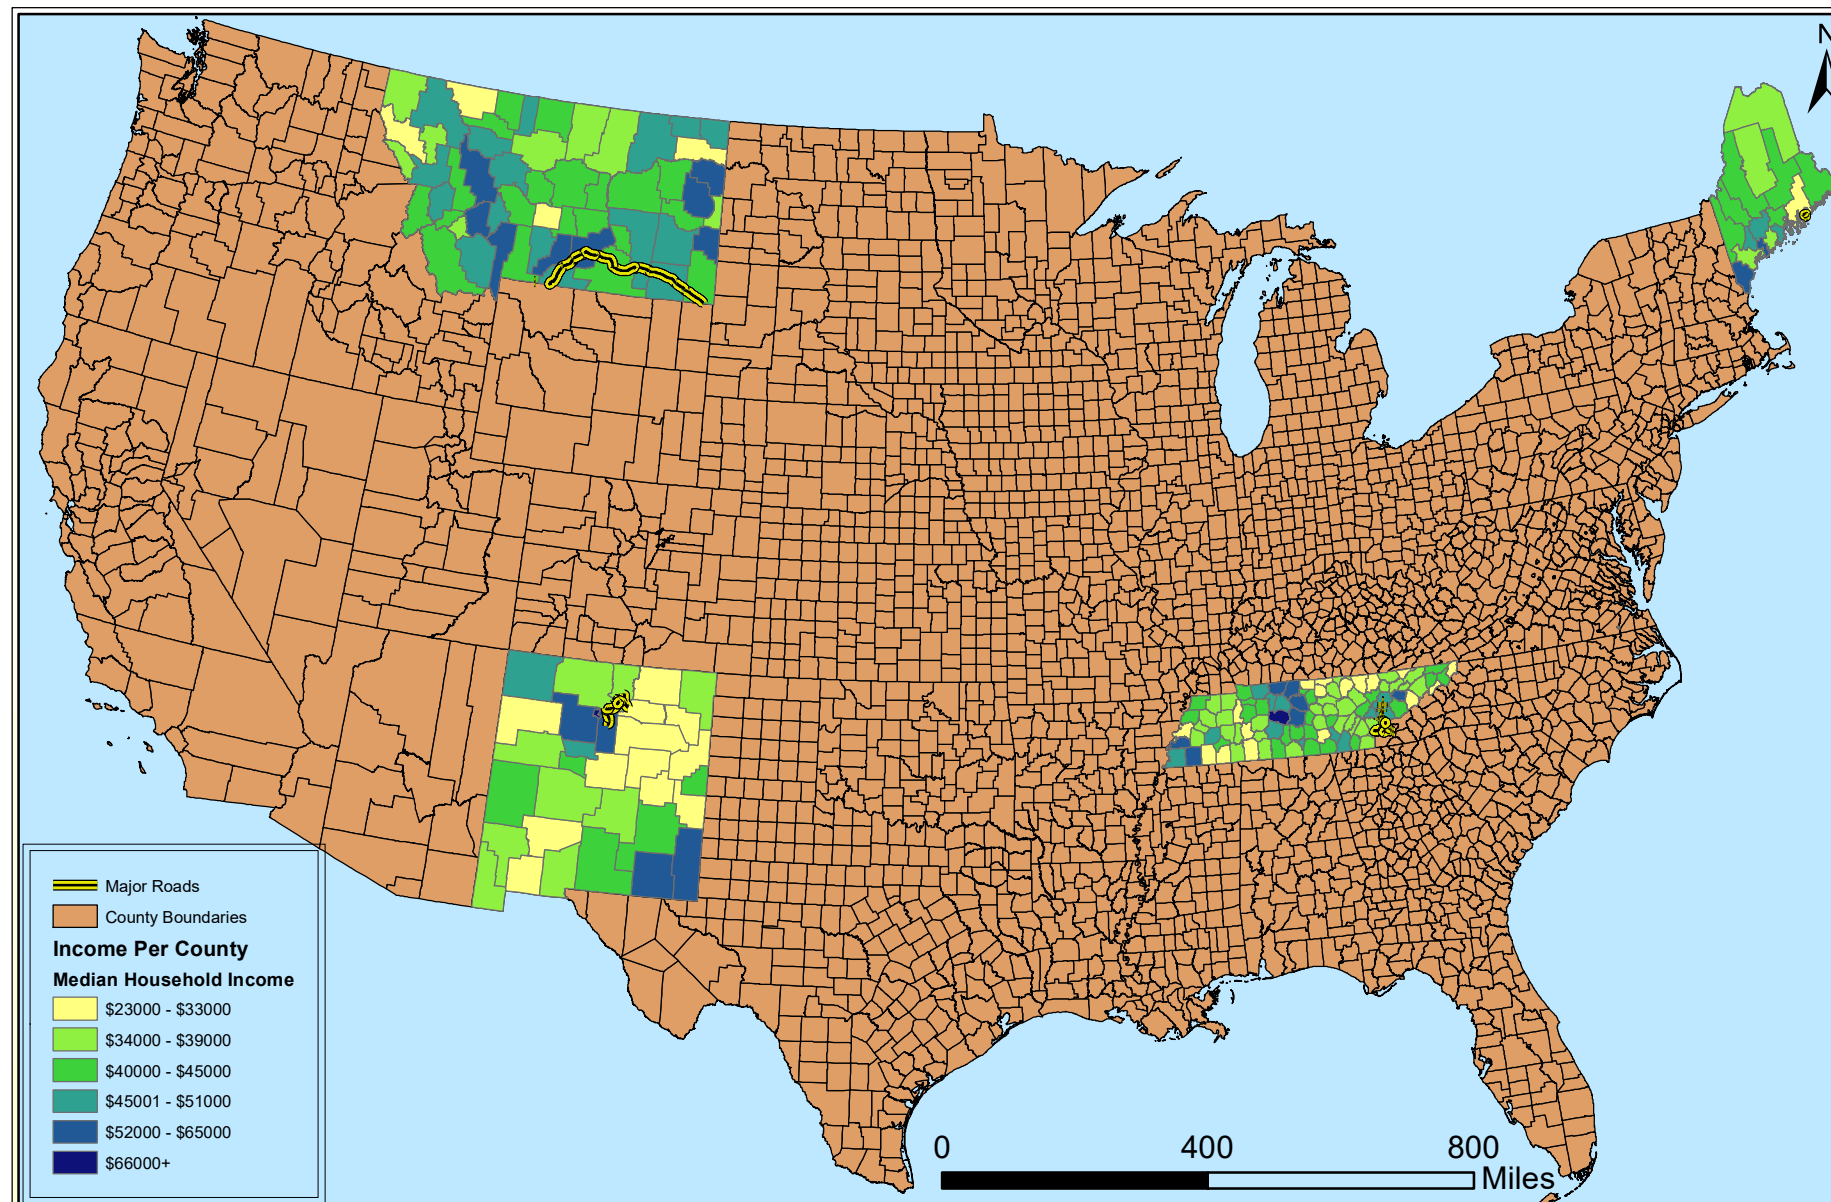 N
Major Roads
County Boundaries
Income Per County
Median Household Income
$23000 - $33000
$34000 - $39000
$40000 - $45000
$45001 - $51000
$52000 - $65000
$66000+
0 400 800
Miles